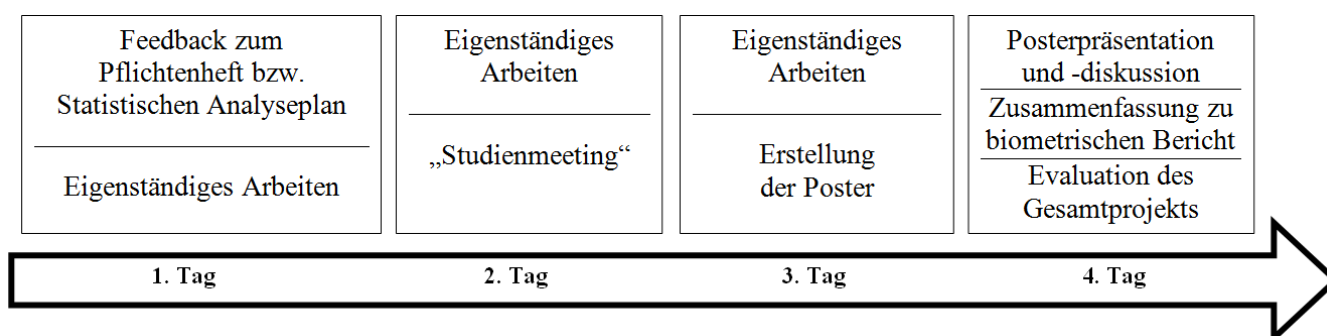 Feedback zum
Pflichtenheft bzw.
Statistischen Analyseplan
Eigenständiges Arbeiten
Eigenständiges
Arbeiten
„Studienmeeting“
Eigenständiges
Arbeiten
Erstellung
der Poster
Posterpräsentation
und -diskussion
Zusammenfassung zu
biometrischen Bericht
Evaluation des
Gesamtprojekts
1. Tag
2. Tag
3. Tag
4. Tag